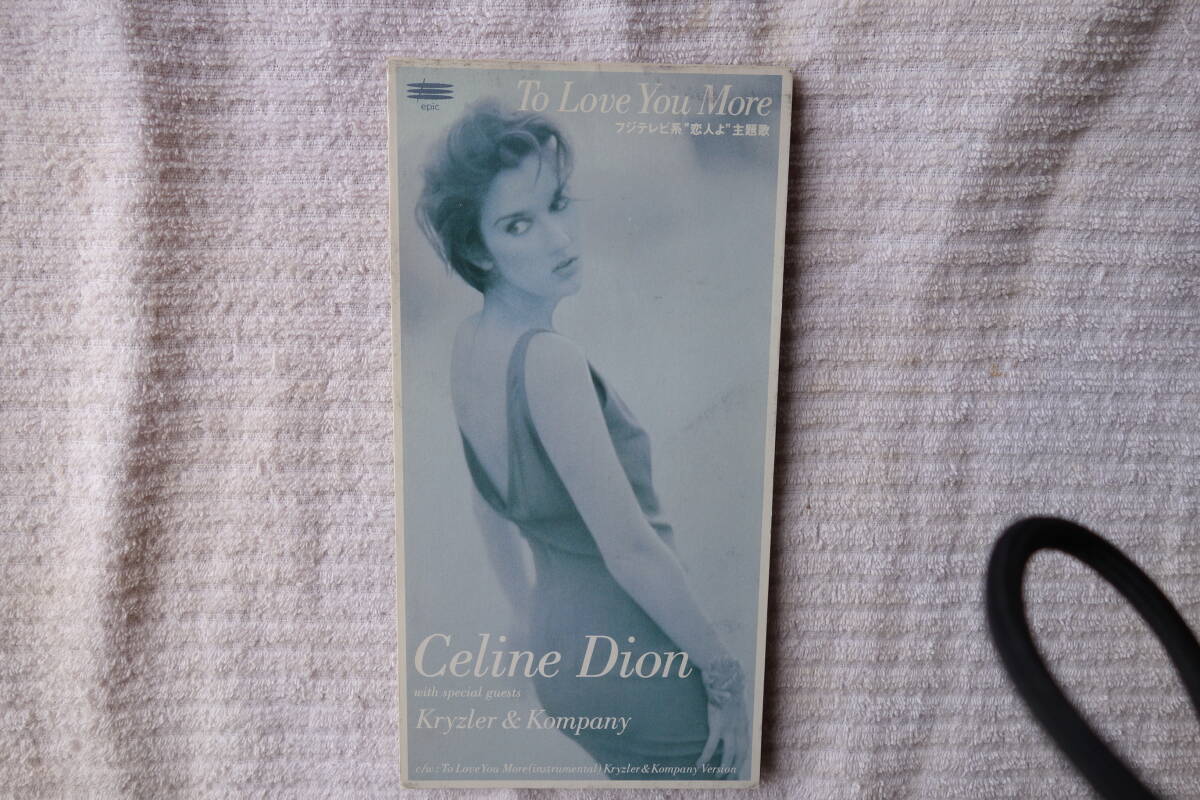 epic
To Love You More
フジテレビ系"恋人よ"主題歌
Celine Dion
with special guests
Kryzler & Kompany
c/w: To Love You More (instrumental) Kryzler & Kompany Version